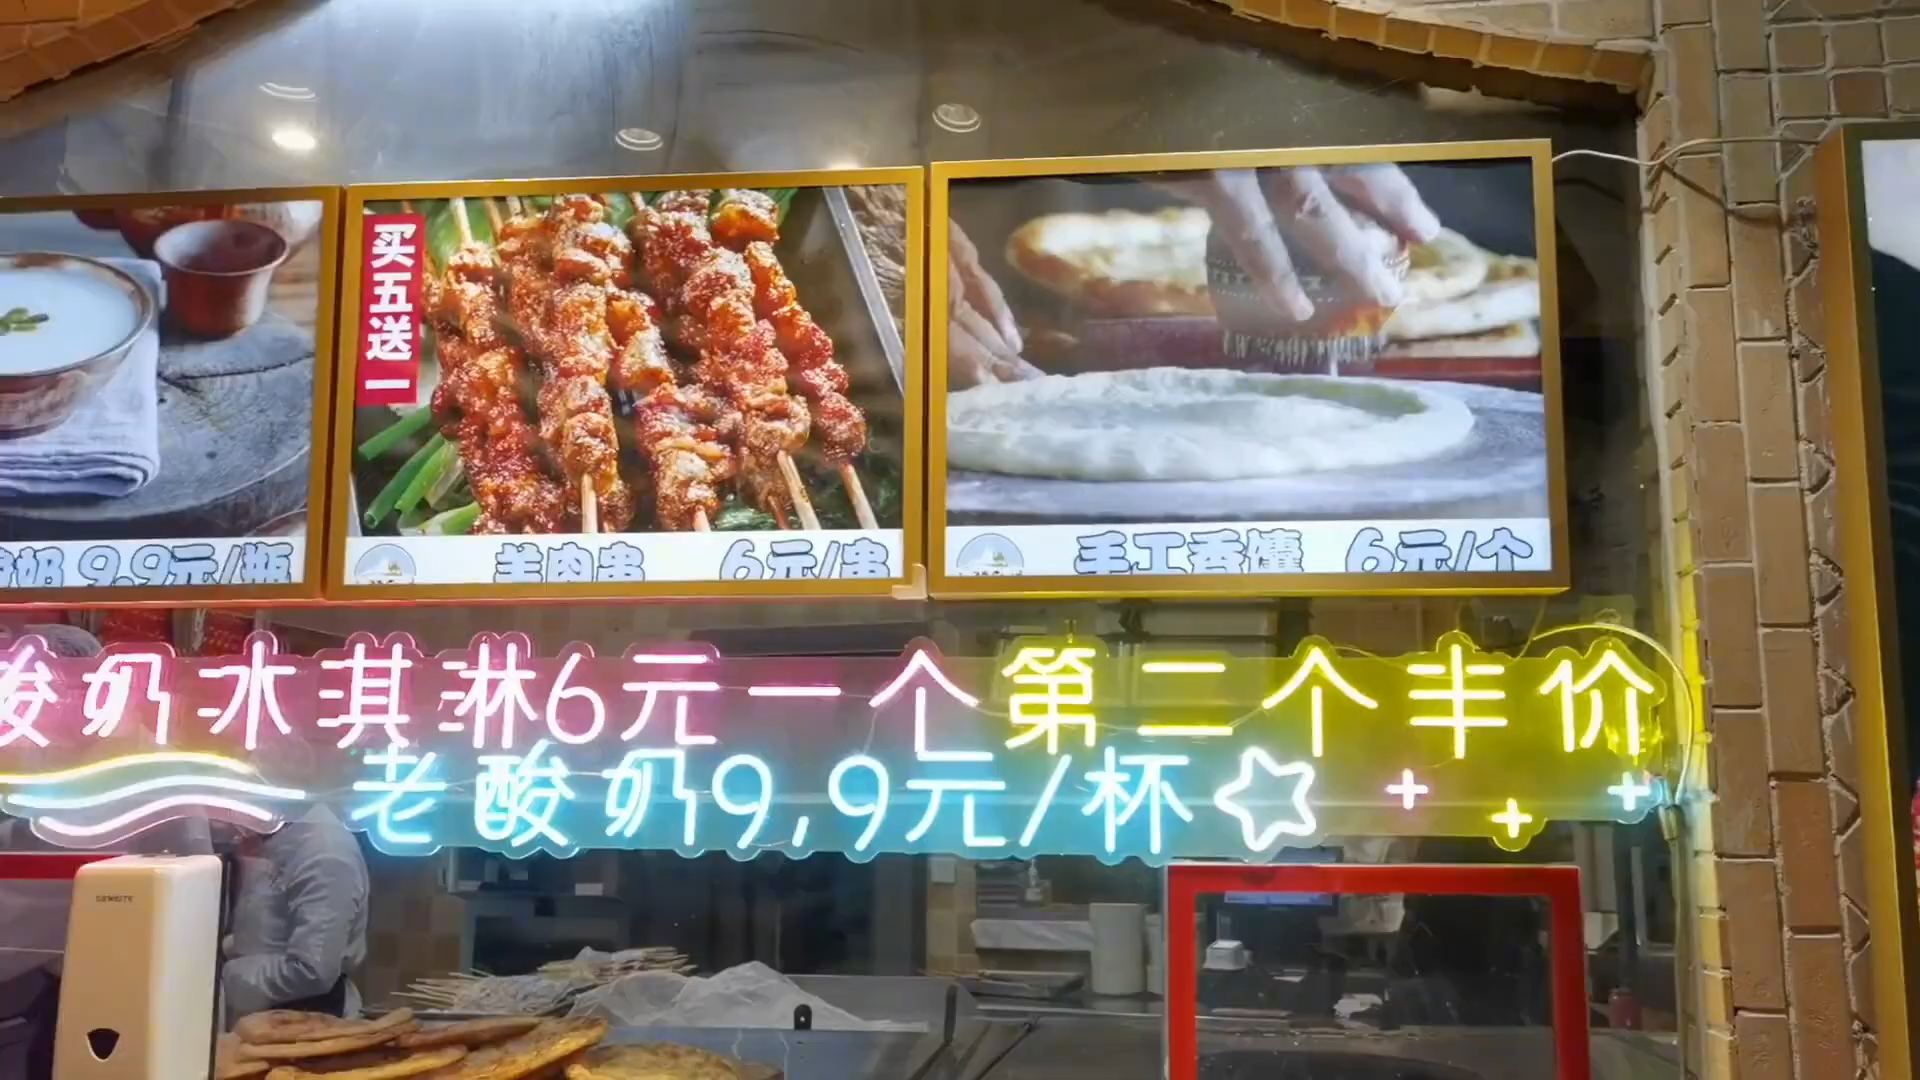 买五送一
酸奶 9.9元/瓶
羊肉串 6元/串
手工香馕 6元/个
酸奶冰淇淋6元一个第二个半价
老酸奶9.9元/杯